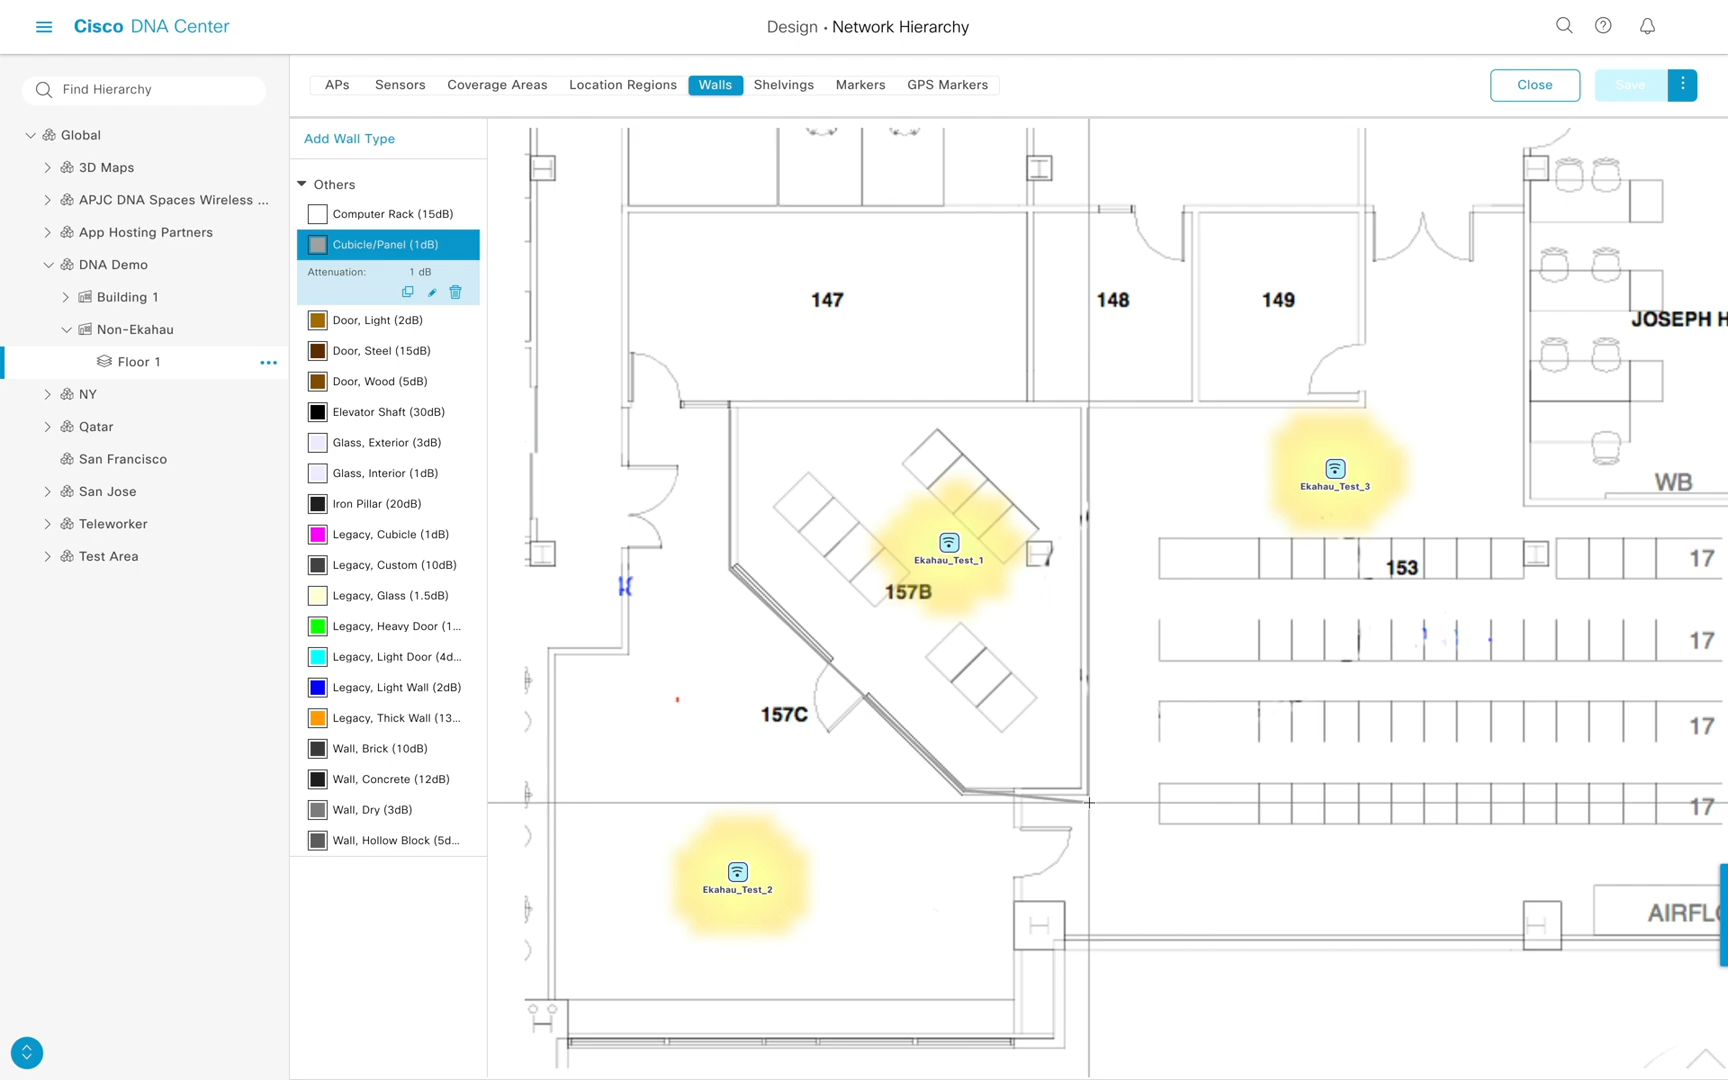 Cisco DNA Center
Design • Network Hierarchy
Find Hierarchy
Global
3D Maps
APJC DNA Spaces Wireless ...
App Hosting Partners
DNA Demo
Building 1
Non-Ekahau
Floor 1
NY
Qatar
San Francisco
San Jose
Teleworker
Test Area
APs
Sensors
Coverage Areas
Location Regions
Walls
Shelvings
Markers
GPS Markers
Close
Save
Add Wall Type
Others
Computer Rack (15dB)
Cubicle/Panel (1dB)
Attenuation: 1 dB
Door, Light (2dB)
Door, Steel (15dB)
Door, Wood (5dB)
Elevator Shaft (30dB)
Glass, Exterior (3dB)
Glass, Interior (1dB)
Iron Pillar (20dB)
Legacy, Cubicle (1dB)
Legacy, Custom (10dB)
Legacy, Glass (1.5dB)
Legacy, Heavy Door (1...
Legacy, Light Door (4d...
Legacy, Light Wall (2dB)
Legacy, Thick Wall (13...
Wall, Brick (10dB)
Wall, Concrete (12dB)
Wall, Dry (3dB)
Wall, Hollow Block (5d...
147
148
149
JOSEPH H
Ekahau_Test_3
WB
Ekahau_Test_1
157B
153
17
17
157C
17
17
Ekahau_Test_2
AIRFL